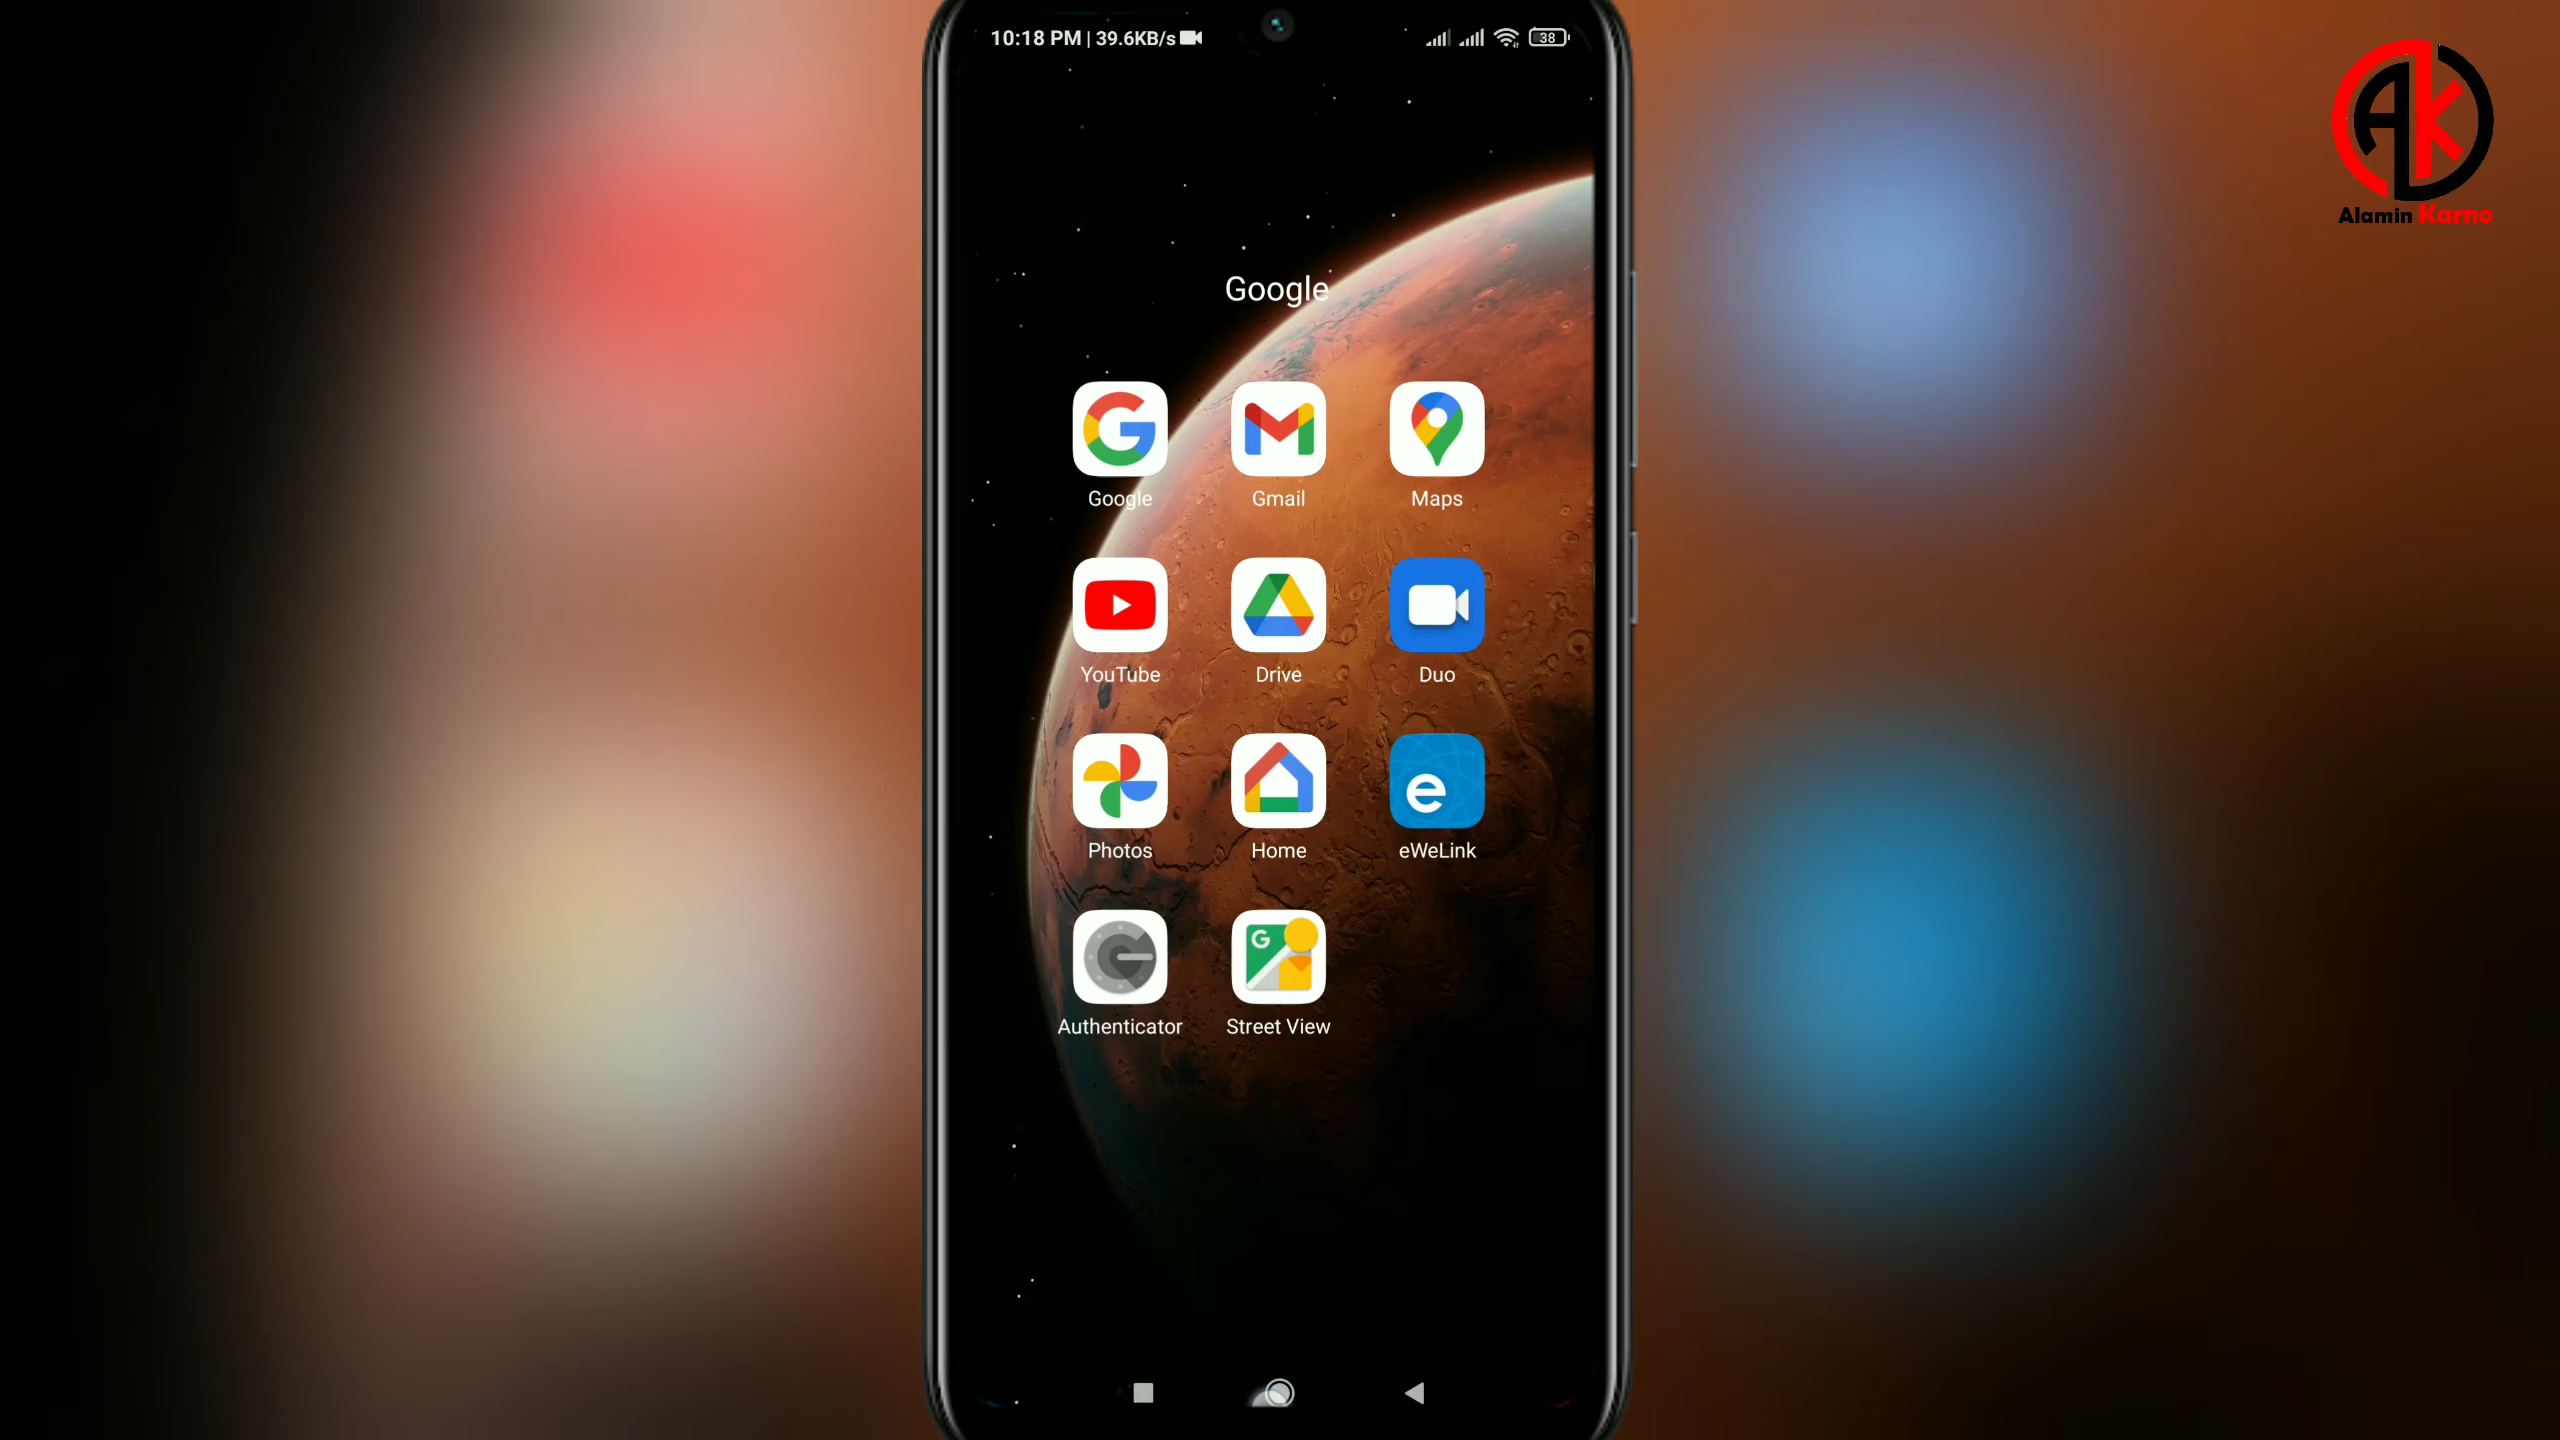 10:18 PM | 39.6KB/s
38
AK
Alamin Karno
Google
Google
Gmail
Maps
YouTube
Drive
Duo
Photos
Home
e
eWeLink
G
Authenticator
Street View